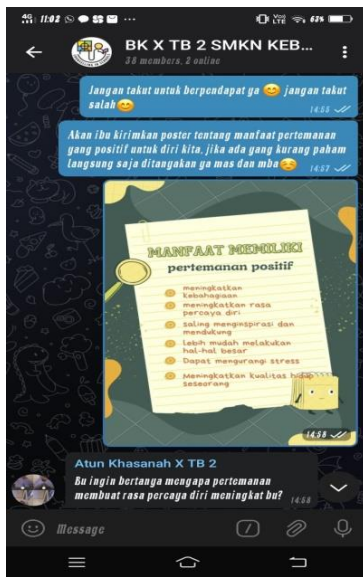 4G 11:02
63%
BK X TB 2 SMKN KEB...
38 members, 2 online
Jangan takut untuk berpendapat ya 😊 jangan takut
salah 😊
14:55
Akan ibu kirimkan poster tentang manfaat pertemanan
yang positif untuk diri kita, jika ada yang kurang paham
langsung saja ditanyakan ya mas dan mba
14:57
MANFAAT MEMILIKI
pertemanan positif
meningkatkan
kebahagiaan
meningkatkan rasa
percaya diri
saling menginspirasi dan
mendukung
lebih mudah melakukan
hal-hal besar
Dapat mengurangi stress
Meningkatkan kualitas hidup
seseorang
14:58
Atun Khasanah X TB 2
Bu ingin bertanya mengapa pertemanan
membuat rasa percaya diri meningkat bu?
14:58
Message